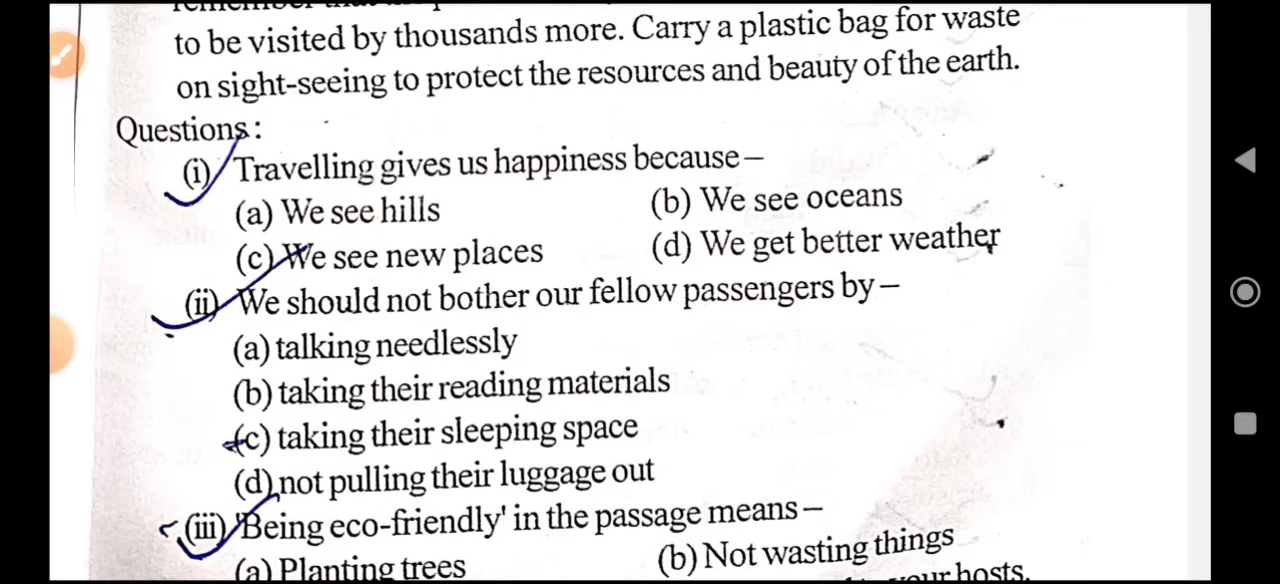 to be visited by thousands more. Carry a plastic bag for waste
on sight-seeing to protect the resources and beauty of the earth.
Questions:
(i) Travelling gives us happiness because–
(a) We see hills (b) We see oceans
(c) We see new places (d) We get better weather
(ii) We should not bother our fellow passengers by–
(a) talking needlessly
(b) taking their reading materials
(c) taking their sleeping space
(d) not pulling their luggage out
(iii) 'Being eco-friendly' in the passage means–
(a) Planting trees (b) Not wasting things
hosts.